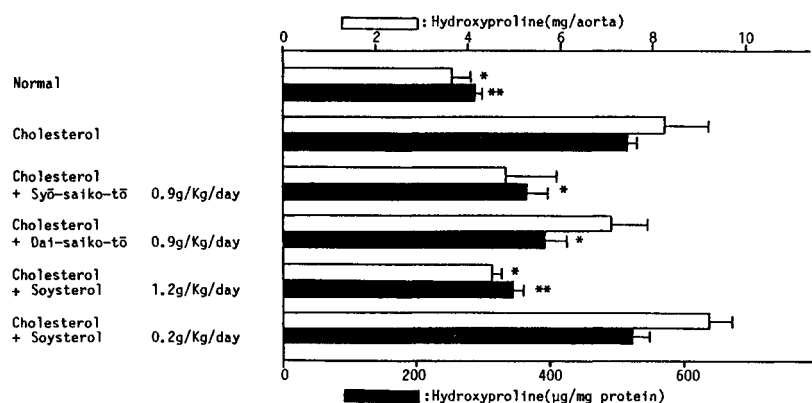 : Hydroxyproline(mg/aorta)
0 2 4 6 8 10
Normal
*
**
Cholesterol
Cholesterol
+ Syō-saiko-tō 0.9g/Kg/day
*
Cholesterol
+ Dai-saiko-tō 0.9g/Kg/day
*
Cholesterol
+ Soysterol 1.2g/Kg/day
*
**
Cholesterol
+ Soysterol 0.2g/Kg/day
0 200 400 600
: Hydroxyproline(μg/mg protein)